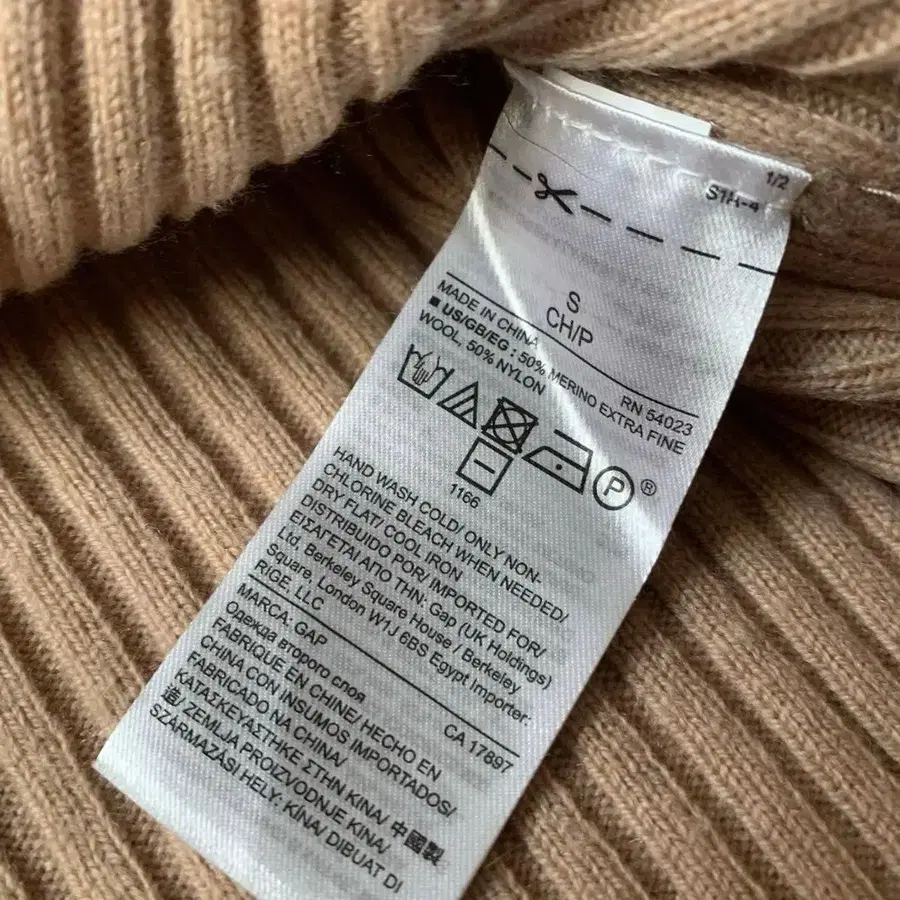 1/2
S
CH/P
MADE IN CHINA
RN 54023
■ US/GB/EG : 50% MERINO EXTRA FINE
WOOL, 50% NYLON
P ®
1166
HAND WASH COLD/ ONLY NON-
CHLORINE BLEACH WHEN NEEDED/
DRY FLAT/ COOL IRON
DISTRIBUIDO POR/ IMPORTED FOR/
ΕΙΣΑΓΕΤΑΙ ΑΠΟ ΤΗΝ: Gap (UK Holdings)
Ltd, Berkeley Square House / Berkeley
Square, London W1J 6BS Egypt Importer:
RIGE, LLC
CA 17897
MARCA: GAP
Одежда второго слоя
FABRIQUE EN CHINE/ HECHO EN
CHINA CON INSUMOS IMPORTADOS/
FABRICADO NA CHINA/
ΚΑΤΑΣΚΕΥΑΣΤΗΚΕ ΣΤΗΝ ΚΙΝΑ/ 中國製
造/ ZEMLJA PROIZVODNJE KINA/
SZÁRMAZÁSI HELY: KÍNA/ DIBUAT DI